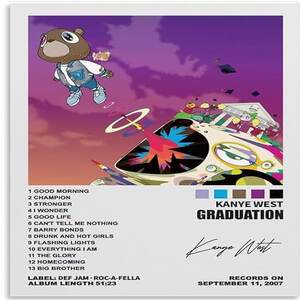 KANYE WEST
GRADUATION
1 GOOD MORNING
2 CHAMPION
3 STRONGER
4 I WONDER
5 GOOD LIFE
6 CAN'T TELL ME NOTHING
7 BARRY BONDS
8 DRUNK AND HOT GIRLS
9 FLASHING LIGHTS
10 EVERYTHING I AM
11 THE GLORY
12 HOMECOMING
13 BIG BROTHER
Kanye West
LABEL: DEF JAM · ROC-A-FELLA
ALBUM LENGTH 51:23
RECORDS ON
SEPTEMBER 11, 2007